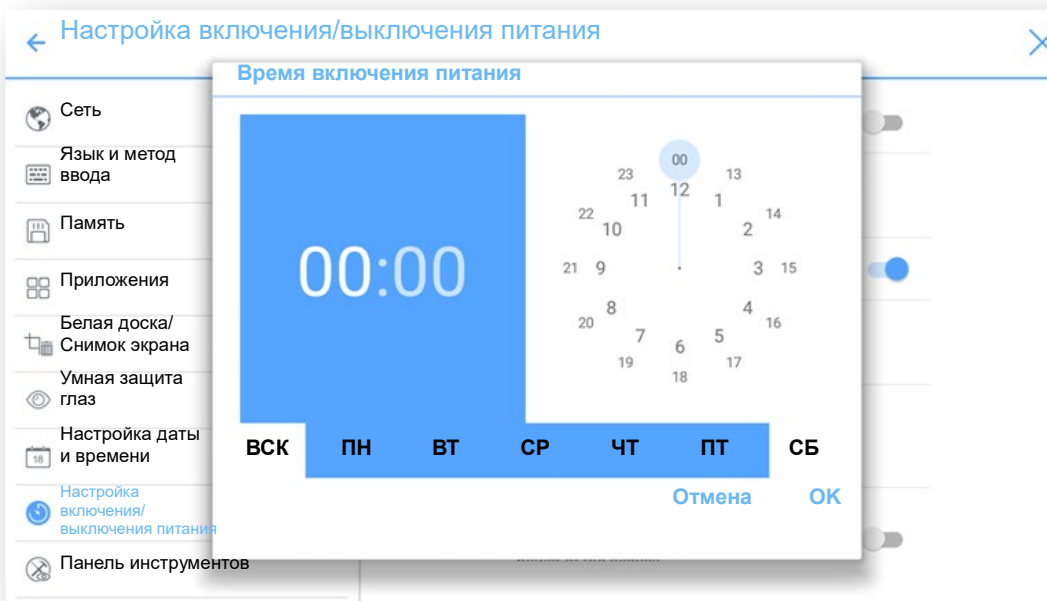 Настройка включения/выключения питания
Время включения питания
Сеть
Язык и метод
ввода
Память
Приложения
Белая доска/
Снимок экрана
Умная защита
глаз
Настройка даты
и времени
18
Настройка
включения/
выключения питания
Панель инструментов
00:00
00
23
13
12
11
1
22
14
10
2
21
9
3
15
8
4
20
16
7
5
6
19
17
18
ВСК ПН ВТ СР ЧТ ПТ СБ
Отмена OK